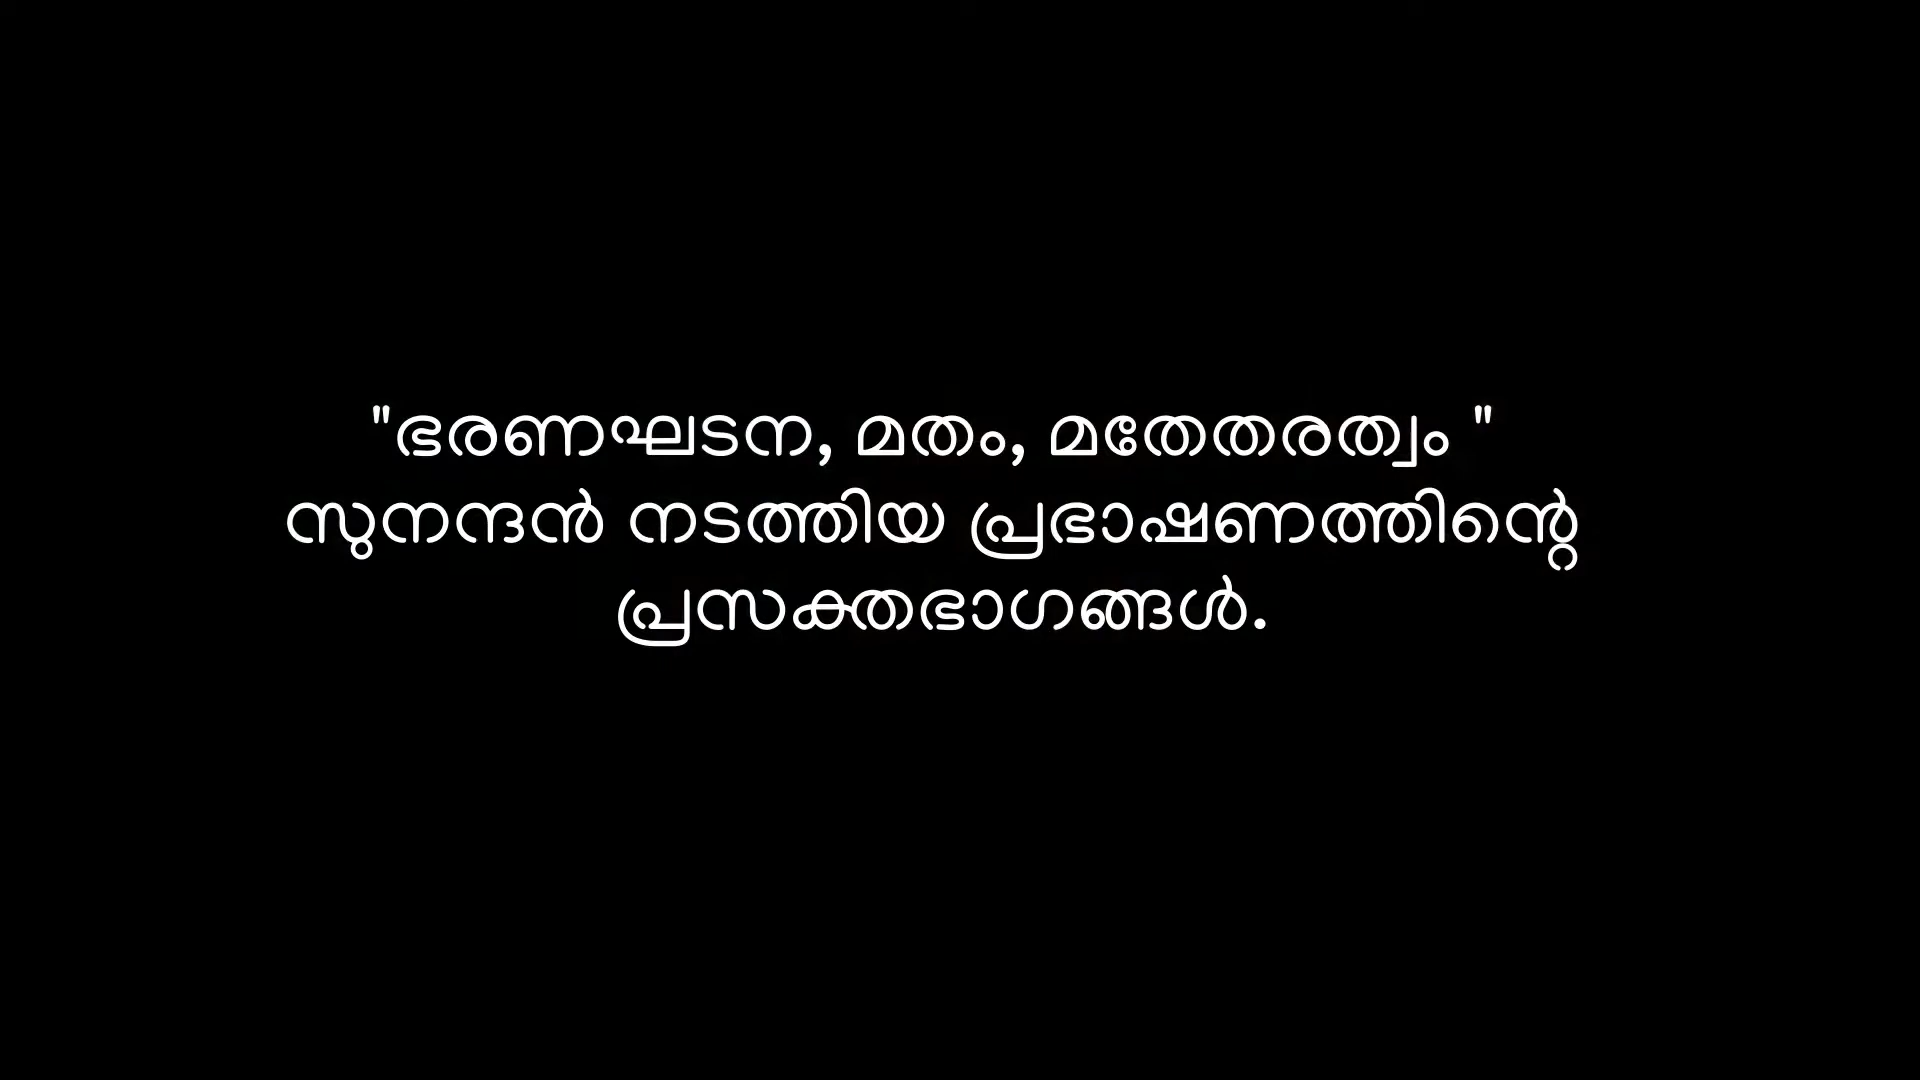 "ഭരണഘടന, മതം, മതേതരത്വം "
സുനന്ദൻ നടത്തിയ പ്രഭാഷണത്തിന്റെ
പ്രസക്തഭാഗങ്ങൾ.